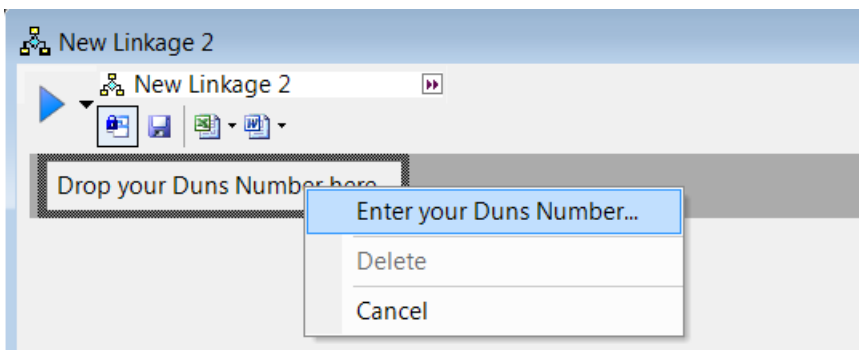 New Linkage 2
New Linkage 2
Drop your Duns Number here
Enter your Duns Number...
Delete
Cancel